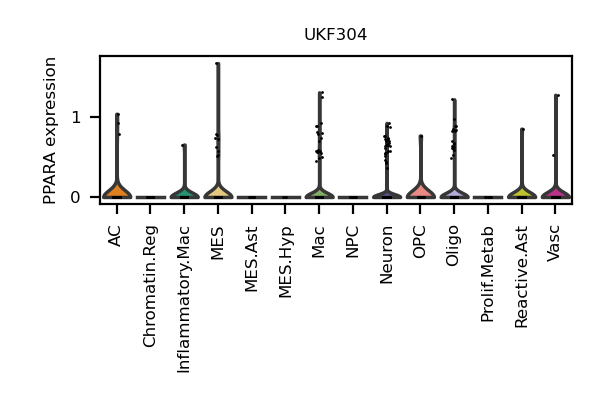 UKF304
PPARA expression
1
0
AC
Chromatin.Reg
Inflammatory.Mac
MES
MES.Ast
MES.Hyp
Mac
NPC
Neuron
OPC
Oligo
Prolif.Metab
Reactive.Ast
Vasc